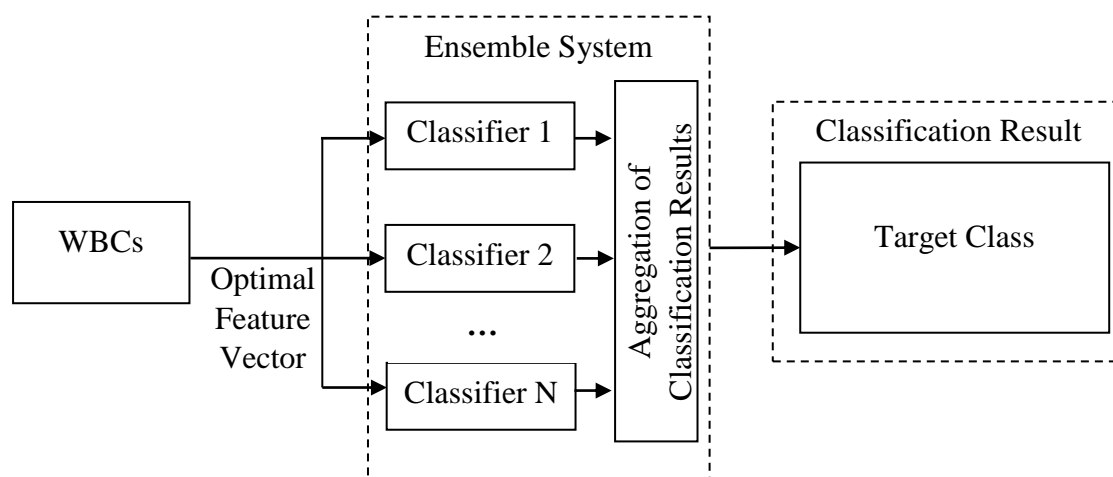 Ensemble System
Classifier 1
Classifier 2
...
Classifier N
Aggregation of
Classification Results
WBCs
Optimal
Feature
Vector
Classification Result
Target Class